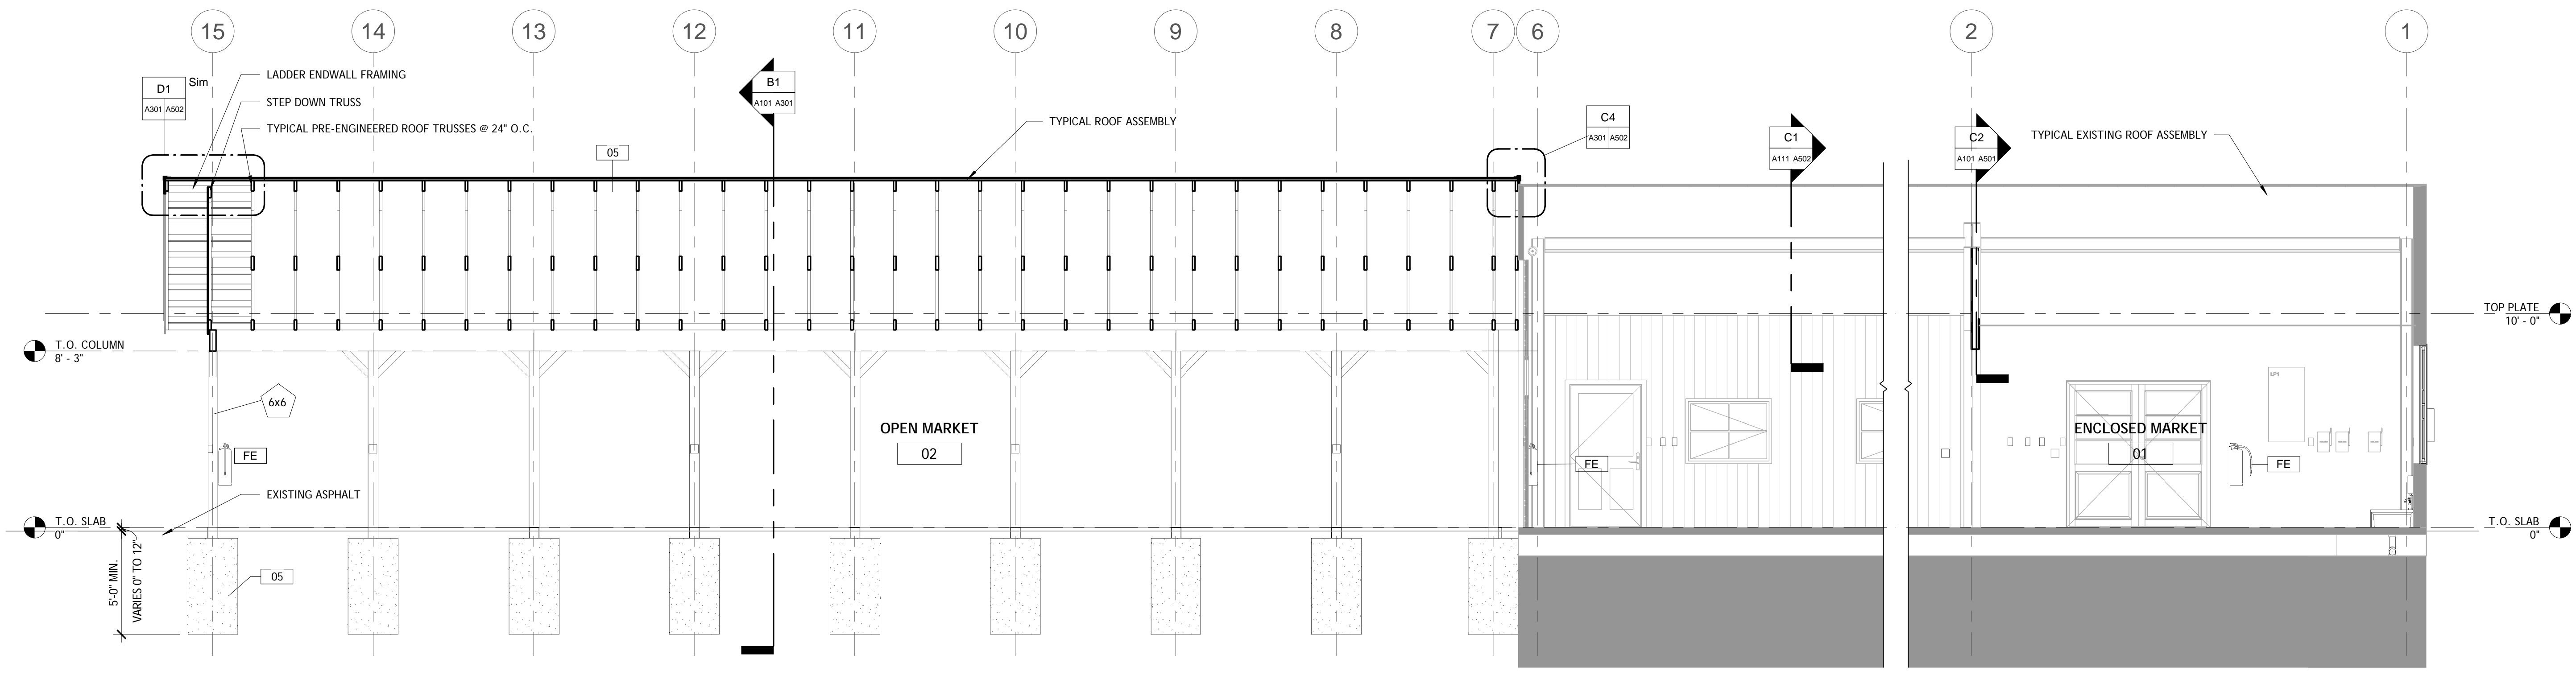 15
14
13
12
11
10
9
8
7
6
2
1
LADDER ENDWALL FRAMING
D1
Sim
A301 A502
STEP DOWN TRUSS
TYPICAL PRE-ENGINEERED ROOF TRUSSES @ 24" O.C.
B1
A101 A301
TYPICAL ROOF ASSEMBLY
C4
A301 A502
C1
A111 A502
C2
A101 A501
TYPICAL EXISTING ROOF ASSEMBLY
05
TOP PLATE
10' - 0"
T.O. COLUMN
8' - 3"
6x6
LP1
OPEN MARKET
02
ENCLOSED MARKET
01
FE
FE
FE
EXISTING ASPHALT
T.O. SLAB
0"
T.O. SLAB
0"
5'-0" MIN.
VARIES 0" TO 12"
05